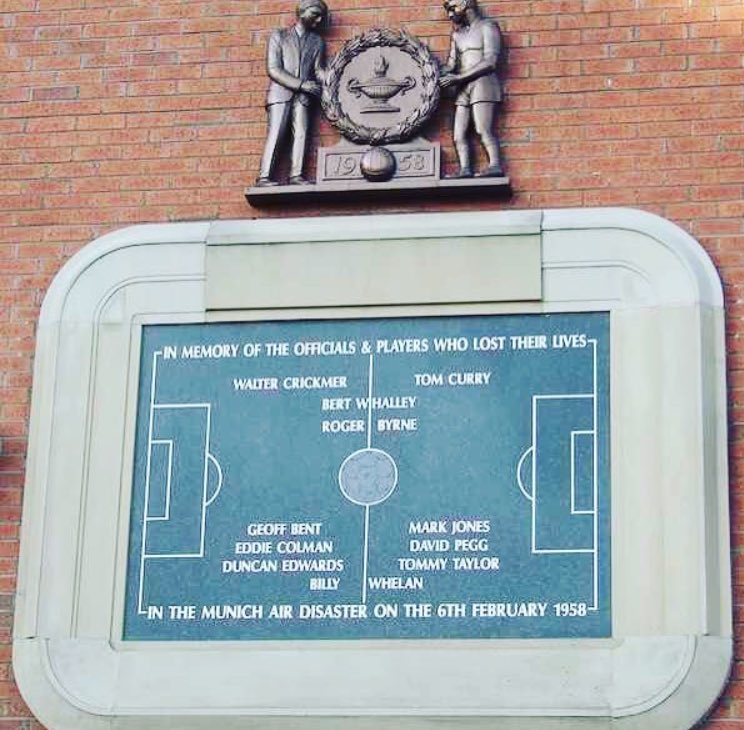 1958
IN MEMORY OF THE OFFICIALS & PLAYERS WHO LOST THEIR LIVES
WALTER CRICKMER TOM CURRY
BERT WHALLEY
ROGER BYRNE
GEOFF BENT MARK JONES
EDDIE COLMAN DAVID PEGG
DUNCAN EDWARDS TOMMY TAYLOR
BILLY WHELAN
IN THE MUNICH AIR DISASTER ON THE 6TH FEBRUARY 1958